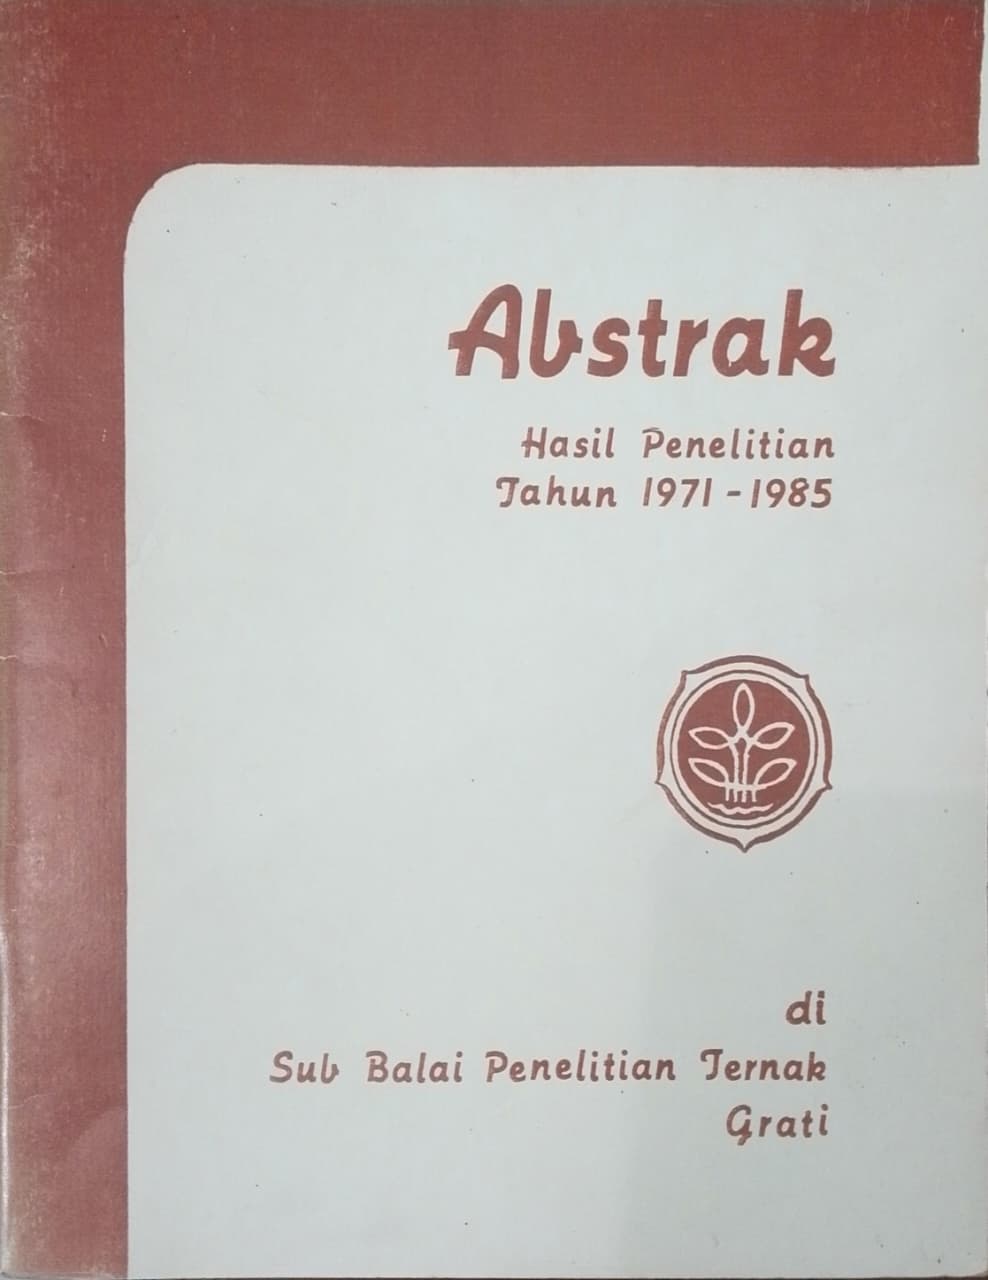 Abstrak
Hasil Penelitian
Tahun 1971 - 1985
di
Sub Balai Penelitian Ternak
Grati